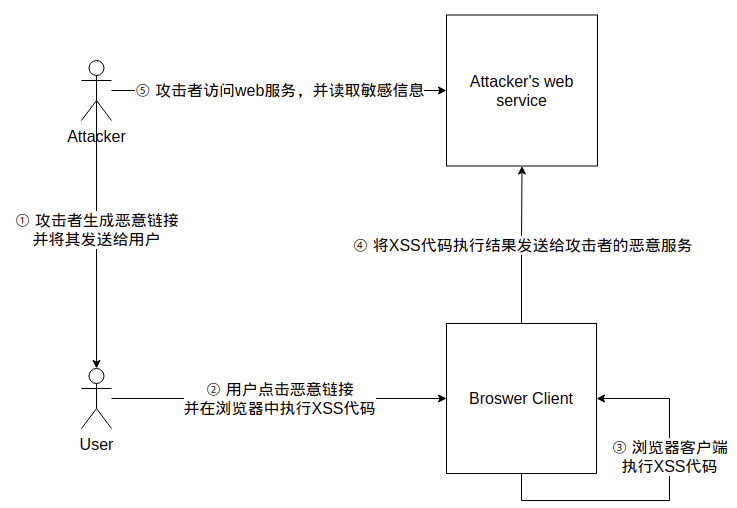 Attacker's web
service
⑤ 攻击者访问web服务，并读取敏感信息
Attacker
① 攻击者生成恶意链接
并将其发送给用户
④ 将XSS代码执行结果发送给攻击者的恶意服务
② 用户点击恶意链接
并在浏览器中执行XSS代码
Broswer Client
User
③ 浏览器客户端
执行XSS代码